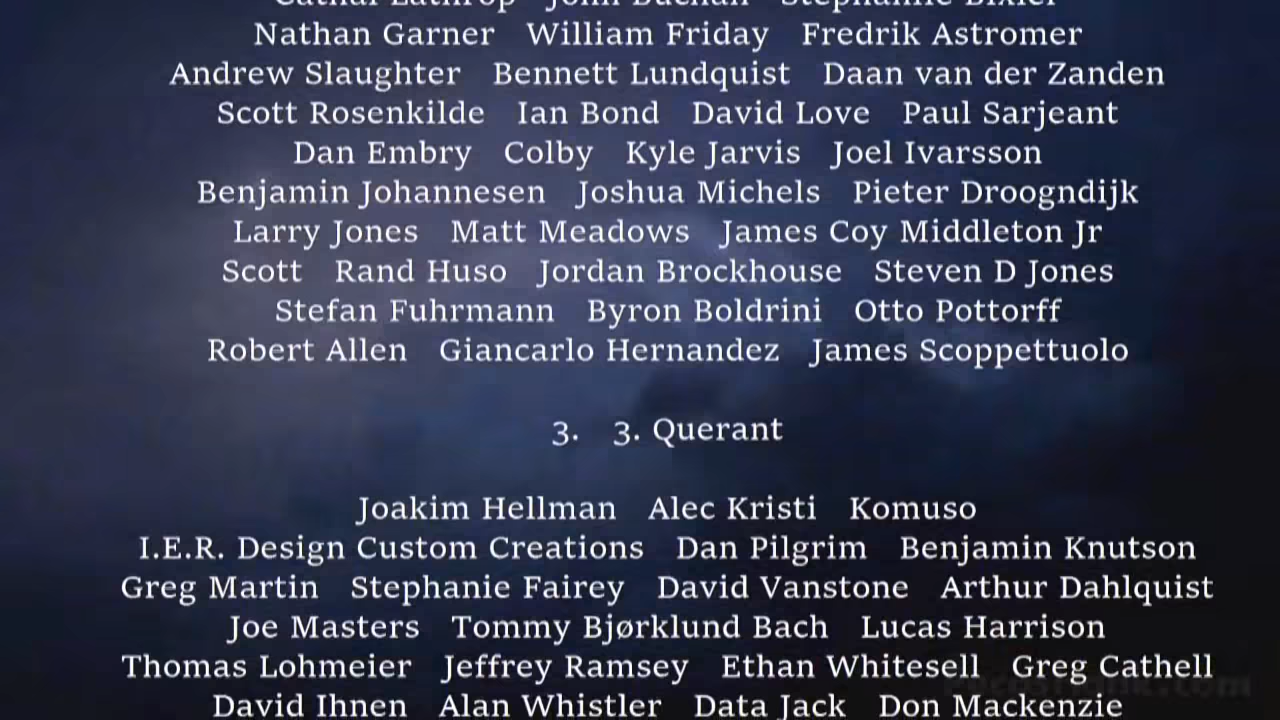 Nathan Garner William Friday Fredrik Astromer
Andrew Slaughter Bennett Lundquist Daan van der Zanden
Scott Rosenkilde Ian Bond David Love Paul Sarjeant
Dan Embry Colby Kyle Jarvis Joel Ivarsson
Benjamin Johannesen Joshua Michels Pieter Droogndijk
Larry Jones Matt Meadows James Coy Middleton Jr
Scott Rand Huso Jordan Brockhouse Steven D Jones
Stefan Fuhrmann Byron Boldrini Otto Pottorff
Robert Allen Giancarlo Hernandez James Scoppettuolo
3. 3. Querant
Joakim Hellman Alec Kristi Komuso
I.E.R. Design Custom Creations Dan Pilgrim Benjamin Knutson
Greg Martin Stephanie Fairey David Vanstone Arthur Dahlquist
Joe Masters Tommy Bjørklund Bach Lucas Harrison
Thomas Lohmeier Jeffrey Ramsey Ethan Whitesell Greg Cathell
David Ihnen Alan Whistler Data Jack Don Mackenzie